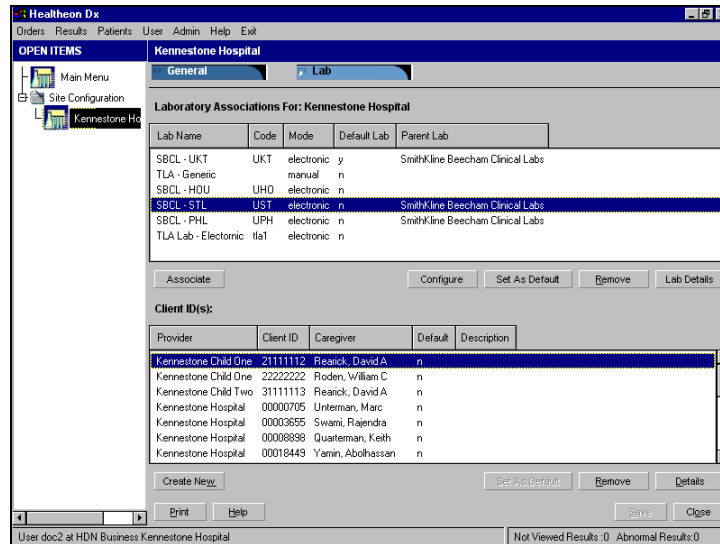 Healtheon Dx
Orders Results Patients User Admin Help Exit
OPEN ITEMS
Kennestone Hospital
Main Menu
Site Configuration
Kennestone Ho
General
Lab
Laboratory Associations For: Kennestone Hospital
Lab Name Code Mode Default Lab Parent Lab
SBCL - UKT UKT electronic y SmithKline Beecham Clinical Labs
TLA - Generic manual n
SBCL - HOU UHO electronic n
SBCL - STL UST electronic n SmithKline Beecham Clinical Labs
SBCL - PHL UPH electronic n SmithKline Beecham Clinical Labs
TLA Lab - Electornic tla1 electronic n
Associate Configure Set As Default Remove Lab Details
Client ID(s):
Provider Client ID Caregiver Default Description
Kennestone Child One 21111112 Rearick, David A n
Kennestone Child One 22222222 Roden, William C n
Kennestone Child Two 31111113 Rearick, David A n
Kennestone Hospital 00000705 Unterman, Marc n
Kennestone Hospital 00003655 Swami, Rajendra n
Kennestone Hospital 00008898 Quarterman, Keith n
Kennestone Hospital 00018449 Yamin, Abolhassan n
Create New. Set As Default Remove Details
Print Help Save Close
User doc2 at HDN Business Kennestone Hospital
Not Viewed Results :0 Abnormal Results:0